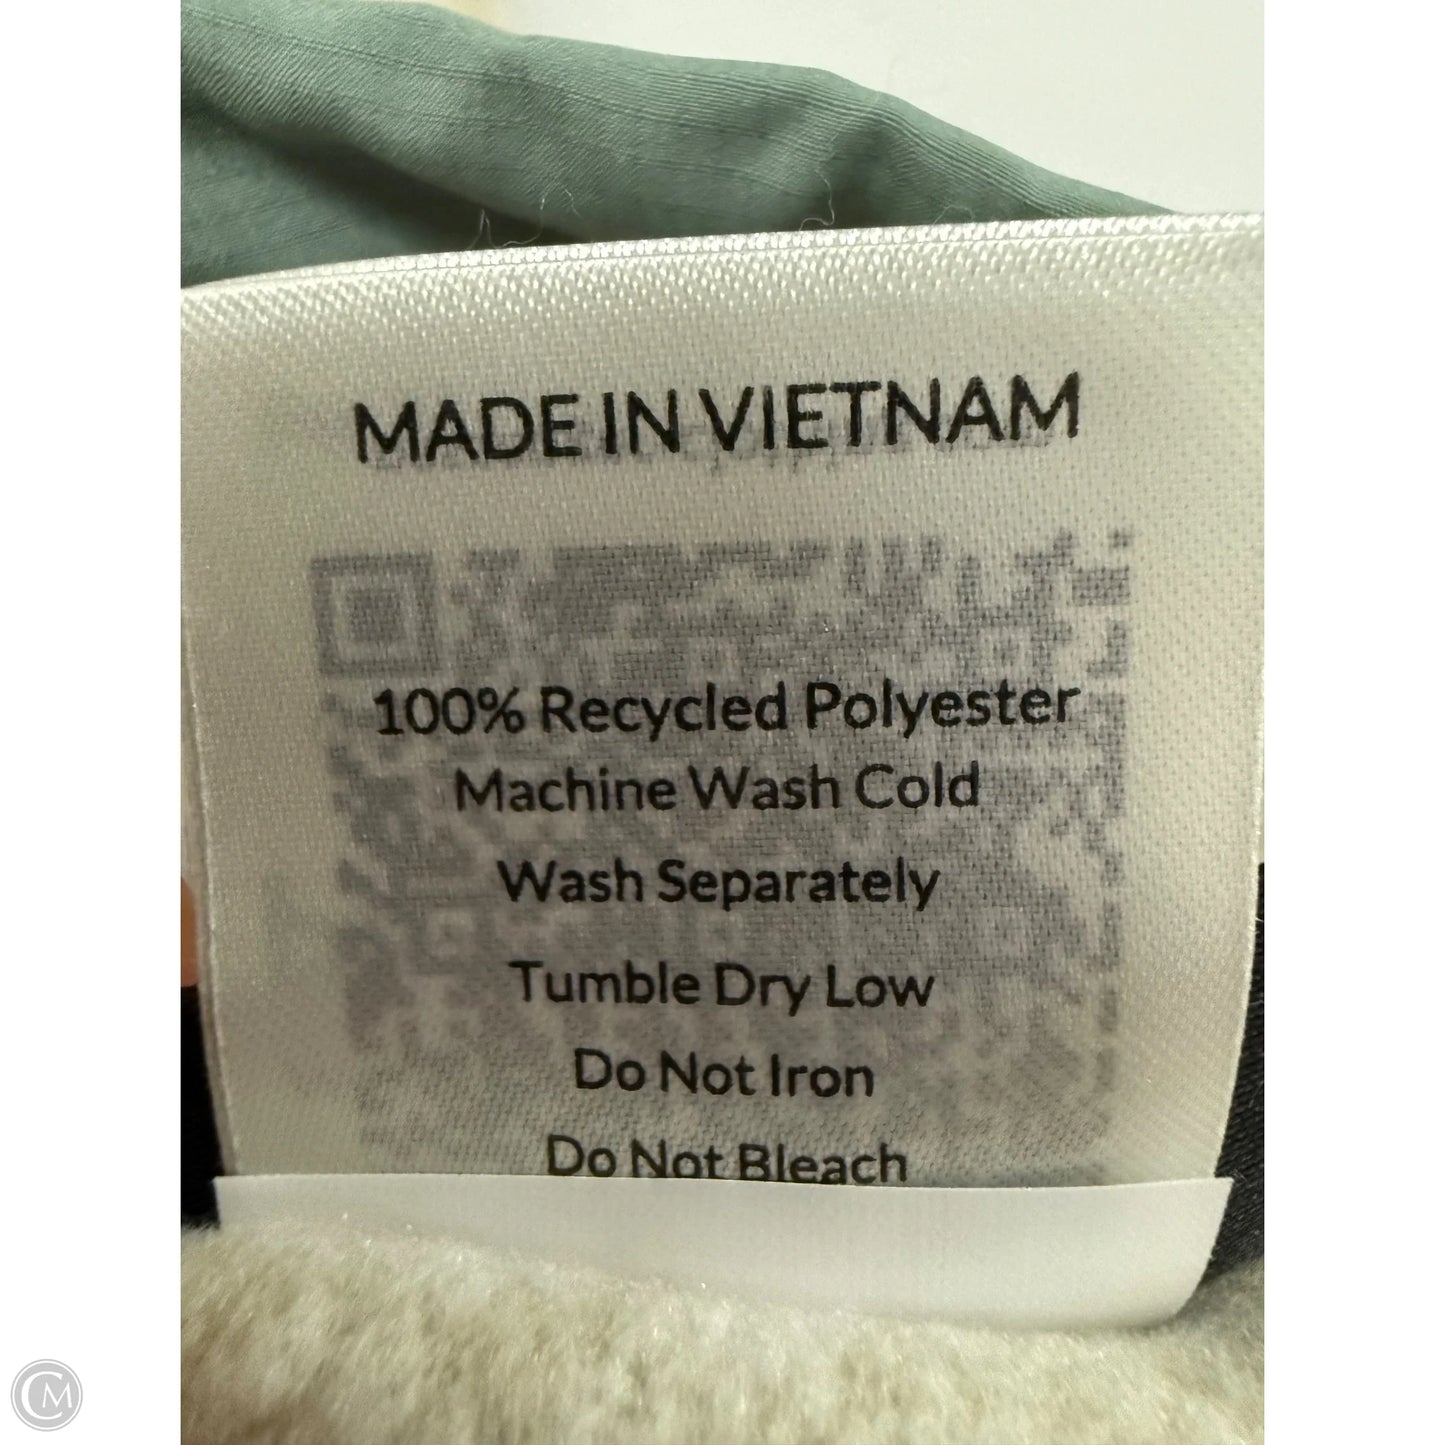 MADE IN VIETNAM
100% Recycled Polyester
Machine Wash Cold
Wash Separately
Tumble Dry Low
Do Not Iron
Do Not Bleach
CM